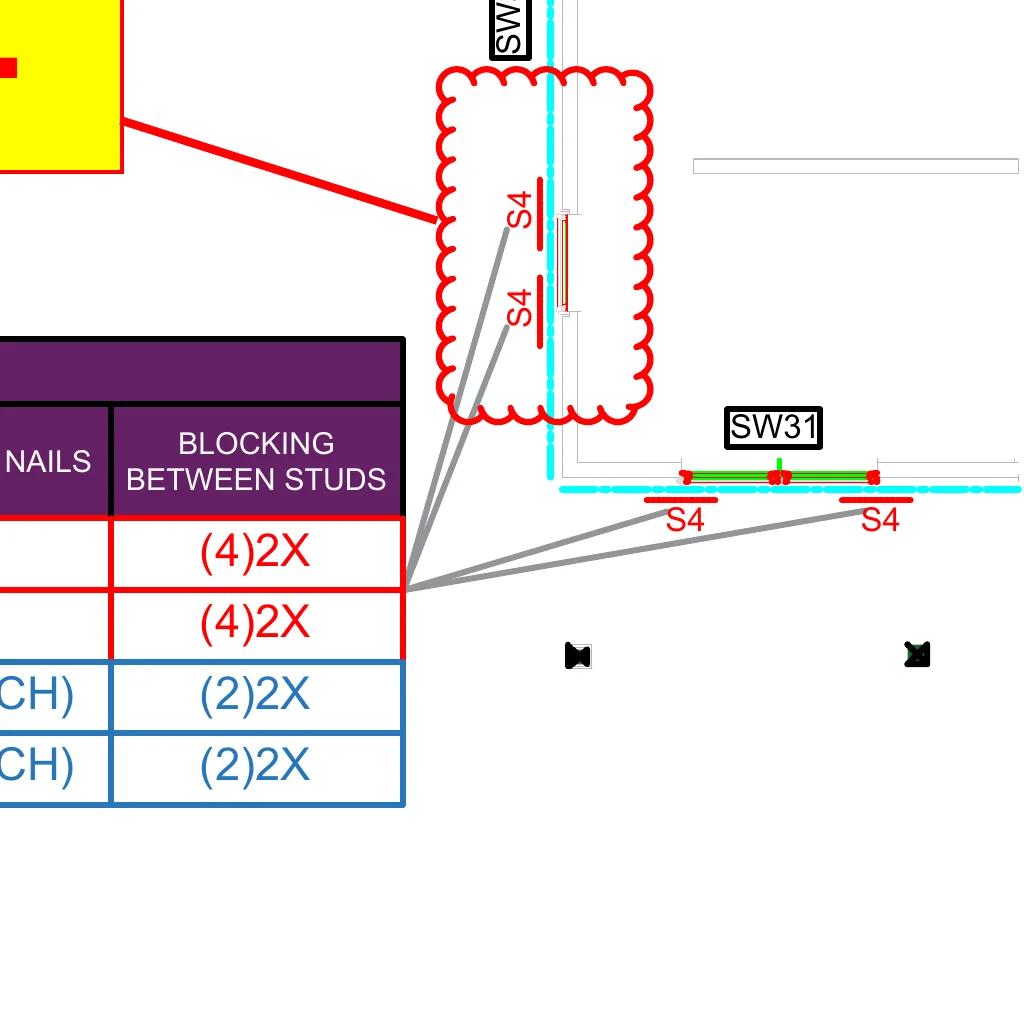 S4
S4
SW31
NAILS
BLOCKING
BETWEEN STUDS
S4
S4
(4)2X
(4)2X
CH)
(2)2X
CH)
(2)2X